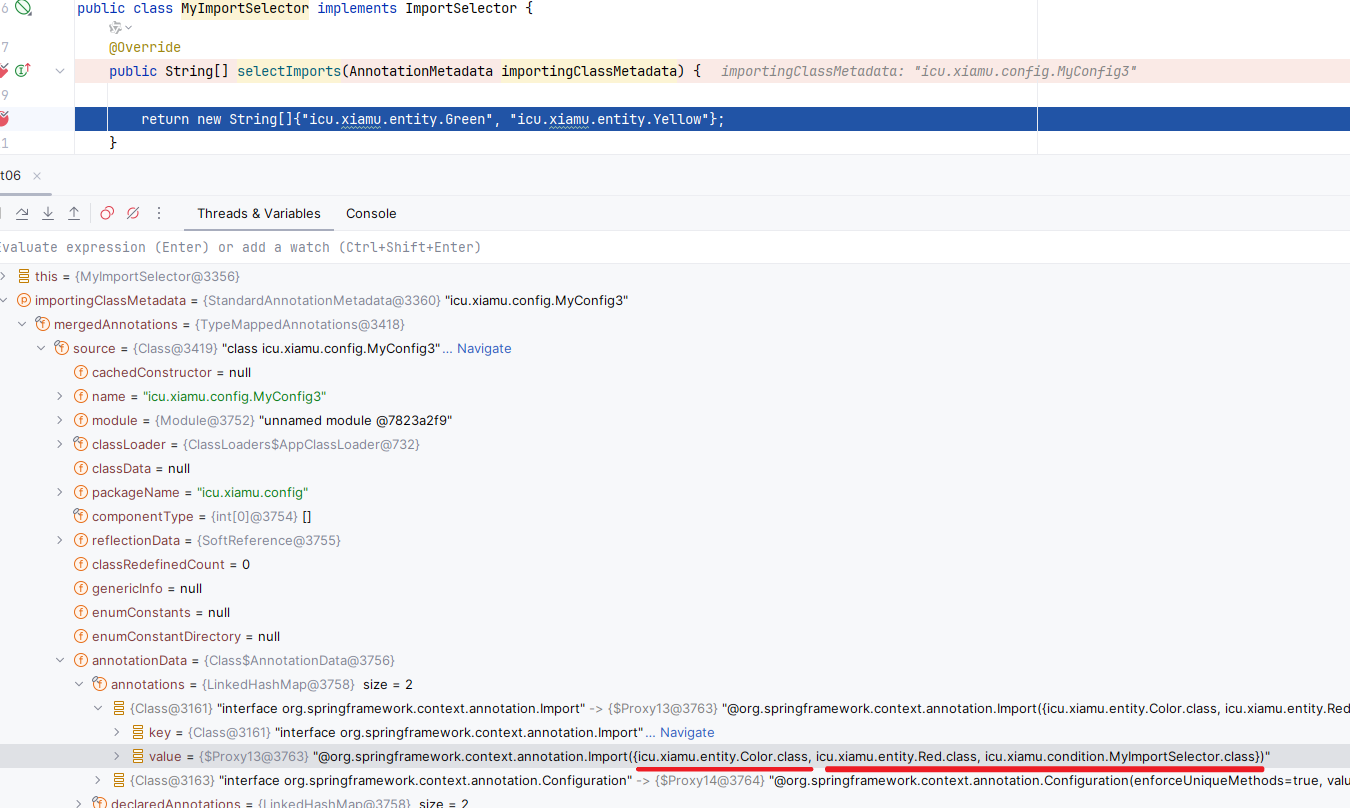 6 public class MyImportSelector implements ImportSelector {
7 @Override
public String[] selectImports(AnnotationMetadata importingClassMetadata) { importingClassMetadata: "icu.xiamu.config.MyConfig3"
9
return new String[]{"icu.xiamu.entity.Green", "icu.xiamu.entity.Yellow"};
1 }
t06 ×
Threads & Variables Console
Evaluate expression (Enter) or add a watch (Ctrl+Shift+Enter)
this = {MyImportSelector@3356}
importingClassMetadata = {StandardAnnotationMetadata@3360} "icu.xiamu.config.MyConfig3"
mergedAnnotations = {TypeMappedAnnotations@3418}
source = {Class@3419} "class icu.xiamu.config.MyConfig3"... Navigate
cachedConstructor = null
name = "icu.xiamu.config.MyConfig3"
module = {Module@3752} "unnamed module @7823a2f9"
classLoader = {ClassLoaders$AppClassLoader@732}
classData = null
packageName = "icu.xiamu.config"
componentType = {int[0]@3754} []
reflectionData = {SoftReference@3755}
classRedefinedCount = 0
genericInfo = null
enumConstants = null
enumConstantDirectory = null
annotationData = {Class$AnnotationData@3756}
annotations = {LinkedHashMap@3758} size = 2
{Class@3161} "interface org.springframework.context.annotation.Import" -> {$Proxy13@3763} "@org.springframework.context.annotation.Import({icu.xiamu.entity.Color.class, icu.xiamu.entity.Red
key = {Class@3161} "interface org.springframework.context.annotation.Import"... Navigate
value = {$Proxy13@3763} "@org.springframework.context.annotation.Import({icu.xiamu.entity.Color.class, icu.xiamu.entity.Red.class, icu.xiamu.condition.MyImportSelector.class})"
{Class@3163} "interface org.springframework.context.annotation.Configuration" -> {$Proxy14@3764} "@org.springframework.context.annotation.Configuration(enforceUniqueMethods=true, valu
declaredAnnotations = {LinkedHashMap@3758} size = 2